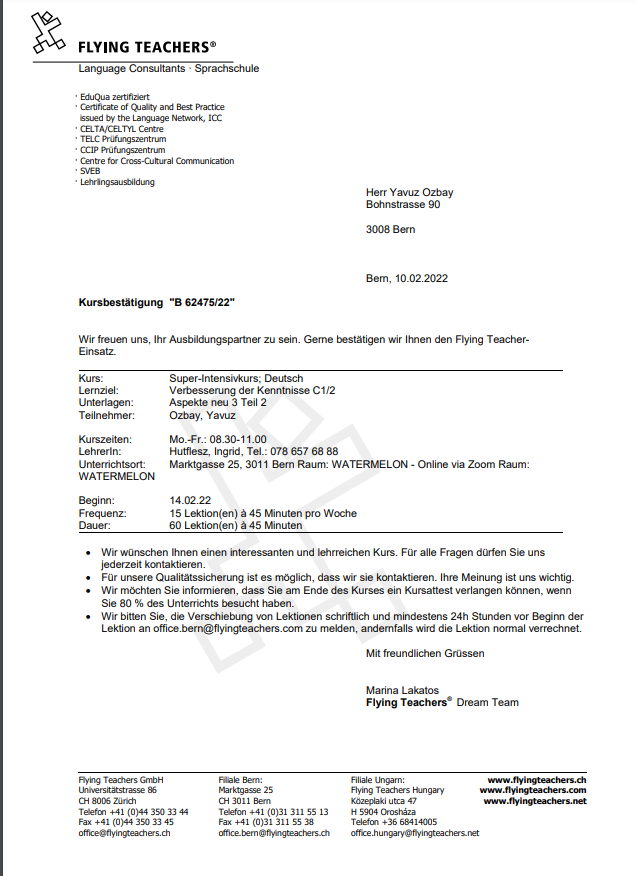 FLYING TEACHERS®
Language Consultants · Sprachschule
· EduQua zertifiziert
· Certificate of Quality and Best Practice
issued by the Language Network, ICC
· CELTA/CELTYL Centre
· TELC Prüfungszentrum
· CCIP Prüfungszentrum
· Centre for Cross-Cultural Communication
· SVEB
· Lehrlingsausbildung
Herr Yavuz Ozbay
Bohnstrasse 90
3008 Bern
Bern, 10.02.2022
Kursbestätigung "B 62475/22"
Wir freuen uns, Ihr Ausbildungspartner zu sein. Gerne bestätigen wir Ihnen den Flying Teacher-
Einsatz.
Kurs: Super-Intensivkurs; Deutsch
Lernziel: Verbesserung der Kenntnisse C1/2
Unterlagen: Aspekte neu 3 Teil 2
Teilnehmer: Ozbay, Yavuz
Kurszeiten: Mo.-Fr.: 08.30-11.00
LehrerIn: Hutflesz, Ingrid, Tel.: 078 657 68 88
Unterrichtsort: Marktgasse 25, 3011 Bern Raum: WATERMELON - Online via Zoom Raum:
WATERMELON
Beginn: 14.02.22
Frequenz: 15 Lektion(en) à 45 Minuten pro Woche
Dauer: 60 Lektion(en) à 45 Minuten
• Wir wünschen Ihnen einen interessanten und lehrreichen Kurs. Für alle Fragen dürfen Sie uns
jederzeit kontaktieren.
• Für unsere Qualitätssicherung ist es möglich, dass wir sie kontaktieren. Ihre Meinung ist uns wichtig.
• Wir möchten Sie informieren, dass Sie am Ende des Kurses ein Kursattest verlangen können, wenn
Sie 80 % des Unterrichts besucht haben.
• Wir bitten Sie, die Verschiebung von Lektionen schriftlich und mindestens 24h Stunden vor Beginn der
Lektion an office.bern@flyingteachers.com zu melden, andernfalls wird die Lektion normal verrechnet.
Mit freundlichen Grüssen
Marina Lakatos
Flying Teachers® Dream Team
Flying Teachers GmbH
Universitätstrasse 86
CH 8006 Zürich
Telefon +41 (0)44 350 33 44
Fax +41 (0)44 350 33 45
office@flyingteachers.ch
Filiale Bern:
Marktgasse 25
CH 3011 Bern
Telefon +41 (0)31 311 55 13
Fax +41 (0)31 311 55 38
office.bern@flyingteachers.ch
Filiale Ungarn:
Flying Teachers Hungary
Közeplaki utca 47
H 5904 Orosháza
Telefon +36 68414005
office.hungary@flyingteachers.net
www.flyingteachers.ch
www.flyingteachers.com
www.flyingteachers.net